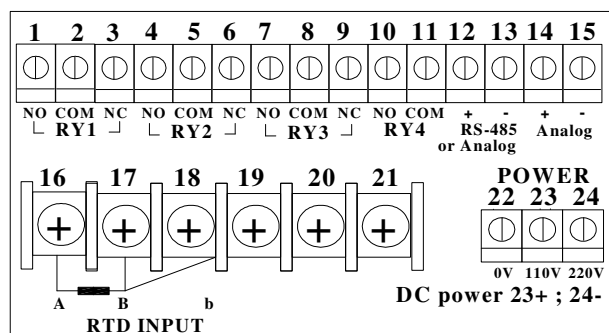 1 2 3 4 5 6 7 8 9 10 11 12 13 14 15
NO COM NC NO COM NC NO COM NC NO COM + - + -
RY1 RY2 RY3 RY4 RS-485 Analog
or Analog
16 17 18 19 20 21
POWER
22 23 24
0V 110V 220V
A B b
DC power 23+ ; 24-
RTD INPUT